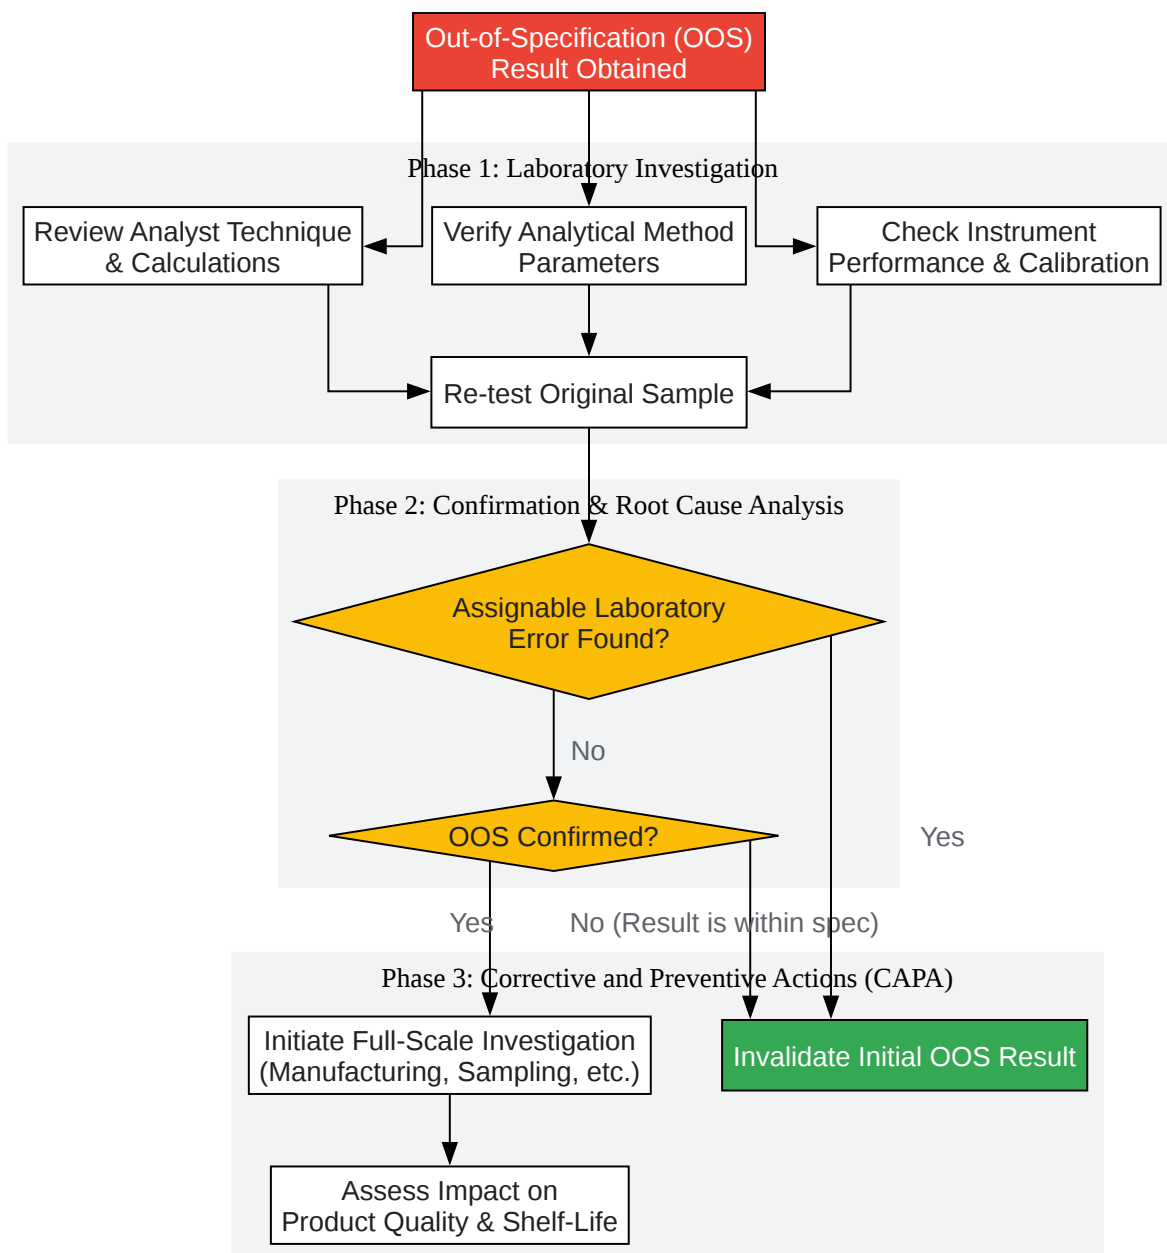 Out-of-Specification (OOS)
Result Obtained
Phase 1: Laboratory Investigation
Review Analyst Technique
& Calculations
Verify Analytical Method
Parameters
Check Instrument
Performance & Calibration
Re-test Original Sample
Phase 2: Confirmation & Root Cause Analysis
Assignable Laboratory
Error Found?
No
OOS Confirmed?
Yes
Yes
No (Result is within spec)
Phase 3: Corrective and Preventive Actions (CAPA)
Initiate Full-Scale Investigation
(Manufacturing, Sampling, etc.)
Invalidate Initial OOS Result
Assess Impact on
Product Quality & Shelf-Life